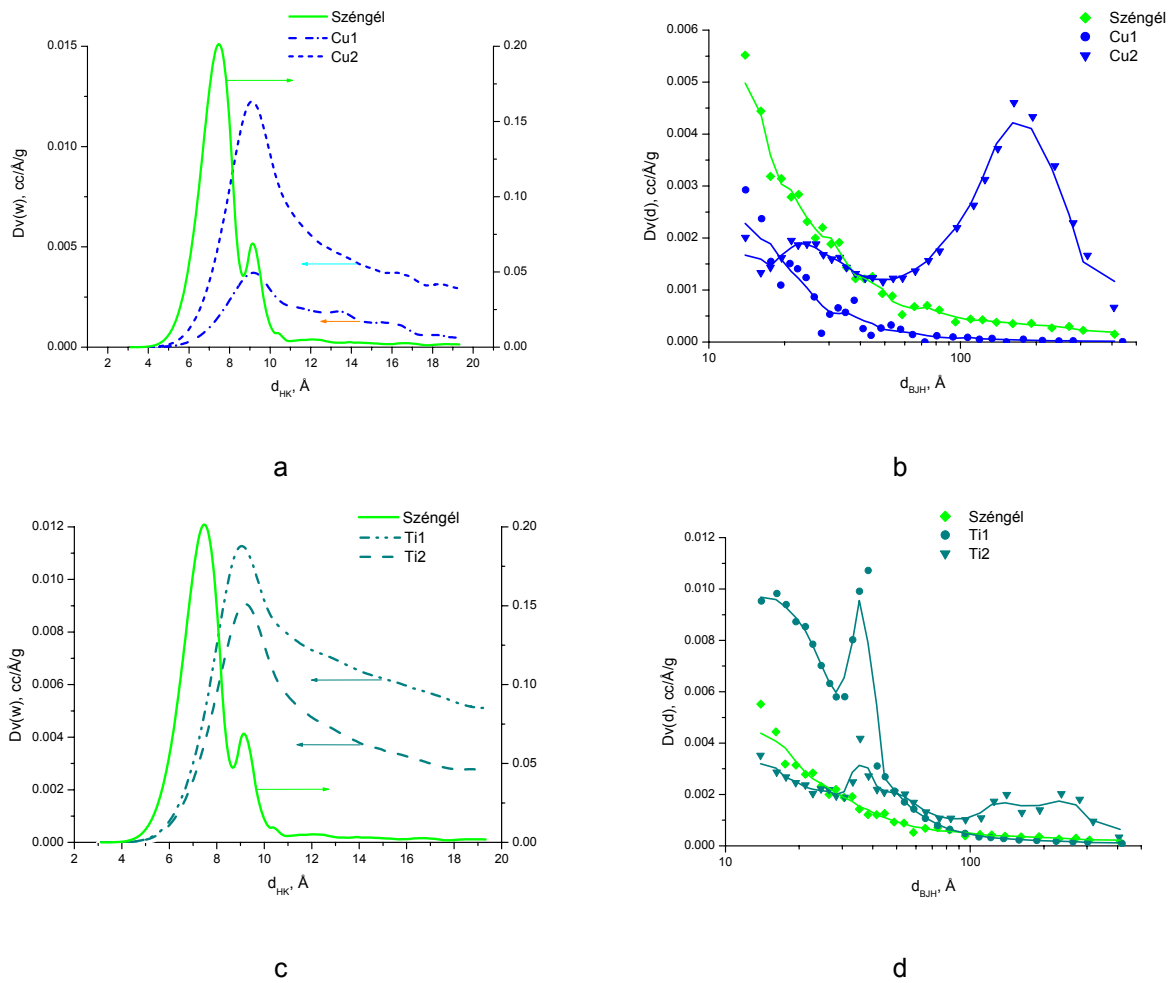 Széngél
Cu1
Cu2
0.015
0.010
0.005
0.000
Dv(w), cc/Å/g
0.20
0.15
0.10
0.05
0.00
2 4 6 8 10 12 14 16 18 20
d_HK, Å
a
Széngél
Cu1
Cu2
0.006
0.005
0.004
0.003
0.002
0.001
0.000
Dv(d), cc/Å/g
10 100
d_BJH, Å
b
Széngél
Ti1
Ti2
0.012
0.010
0.008
0.006
0.004
0.002
0.000
Dv(w), cc/Å/g
0.20
0.15
0.10
0.05
0.00
2 4 6 8 10 12 14 16 18 20
d_HK, Å
c
Széngél
Ti1
Ti2
0.012
0.010
0.008
0.006
0.004
0.002
0.000
Dv(d), cc/Å/g
10 100
d_BJH, Å
d